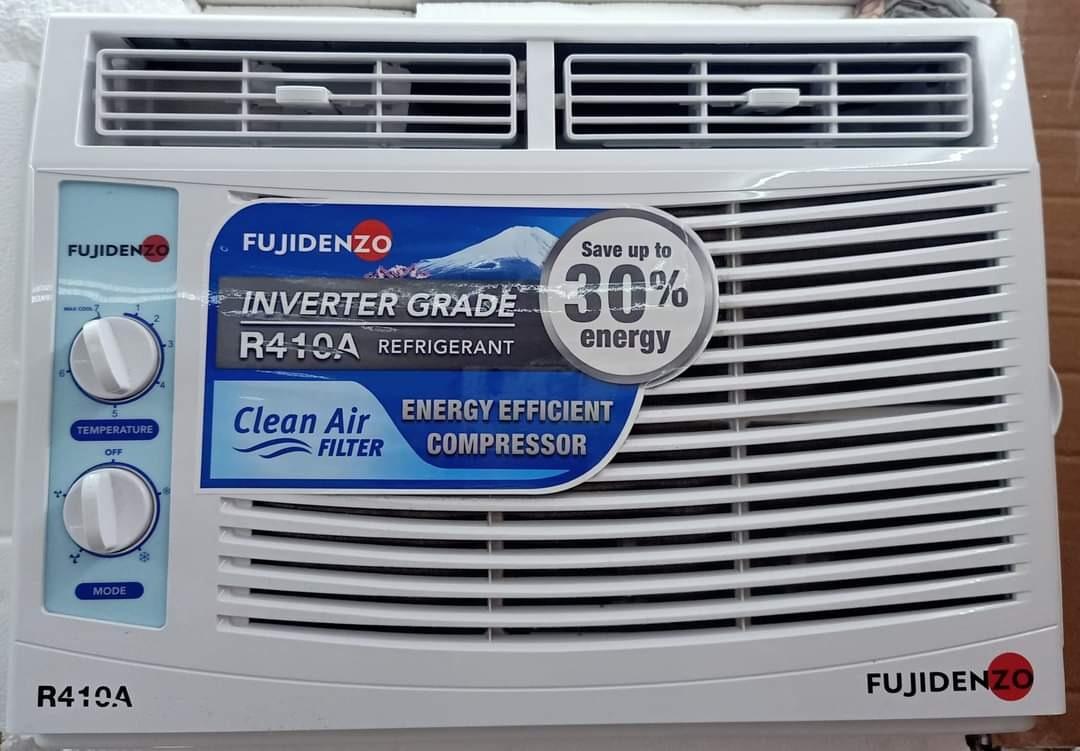 FUJIDENZO
MAX COOL 7
1
2
3
4
5
6
TEMPERATURE
OFF
MODE
FUJIDENZO
INVERTER GRADE
R410A REFRIGERANT
Save up to
30%
energy
Clean Air
FILTER
ENERGY EFFICIENT
COMPRESSOR
R410A
FUJIDENZO